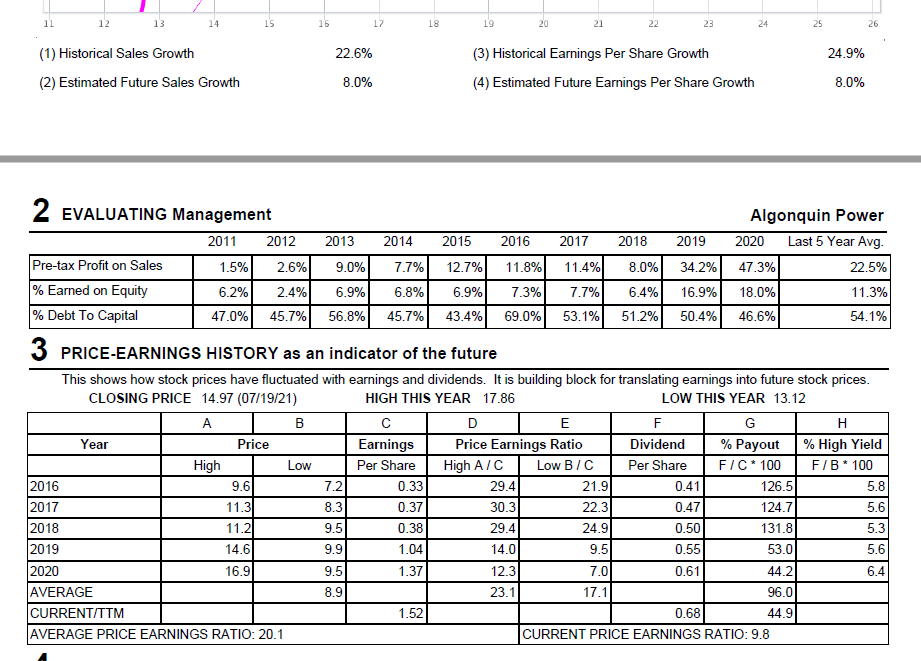 11 12 13 14 15 16 17 18 19 20 21 22 23 24 25 26
(1) Historical Sales Growth 22.6% (3) Historical Earnings Per Share Growth 24.9%
(2) Estimated Future Sales Growth 8.0% (4) Estimated Future Earnings Per Share Growth 8.0%
2 EVALUATING Management Algonquin Power
2011 2012 2013 2014 2015 2016 2017 2018 2019 2020 Last 5 Year Avg.
Pre-tax Profit on Sales 1.5% 2.6% 9.0% 7.7% 12.7% 11.8% 11.4% 8.0% 34.2% 47.3% 22.5%
% Earned on Equity 6.2% 2.4% 6.9% 6.8% 6.9% 7.3% 7.7% 6.4% 16.9% 18.0% 11.3%
% Debt To Capital 47.0% 45.7% 56.8% 45.7% 43.4% 69.0% 53.1% 51.2% 50.4% 46.6% 54.1%
3 PRICE-EARNINGS HISTORY as an indicator of the future
This shows how stock prices have fluctuated with earnings and dividends. It is building block for translating earnings into future stock prices.
CLOSING PRICE 14.97 (07/19/21) HIGH THIS YEAR 17.86 LOW THIS YEAR 13.12
A B C D E F G H
Year Price Earnings Price Earnings Ratio Dividend % Payout % High Yield
High Low Per Share High A / C Low B / C Per Share F / C * 100 F / B * 100
2016 9.6 7.2 0.33 29.4 21.9 0.41 126.5 5.8
2017 11.3 8.3 0.37 30.3 22.3 0.47 124.7 5.6
2018 11.2 9.5 0.38 29.4 24.9 0.50 131.8 5.3
2019 14.6 9.9 1.04 14.0 9.5 0.55 53.0 5.6
2020 16.9 9.5 1.37 12.3 7.0 0.61 44.2 6.4
AVERAGE 8.9 23.1 17.1 96.0
CURRENT/TTM 1.52 0.68 44.9
AVERAGE PRICE EARNINGS RATIO: 20.1 CURRENT PRICE EARNINGS RATIO: 9.8